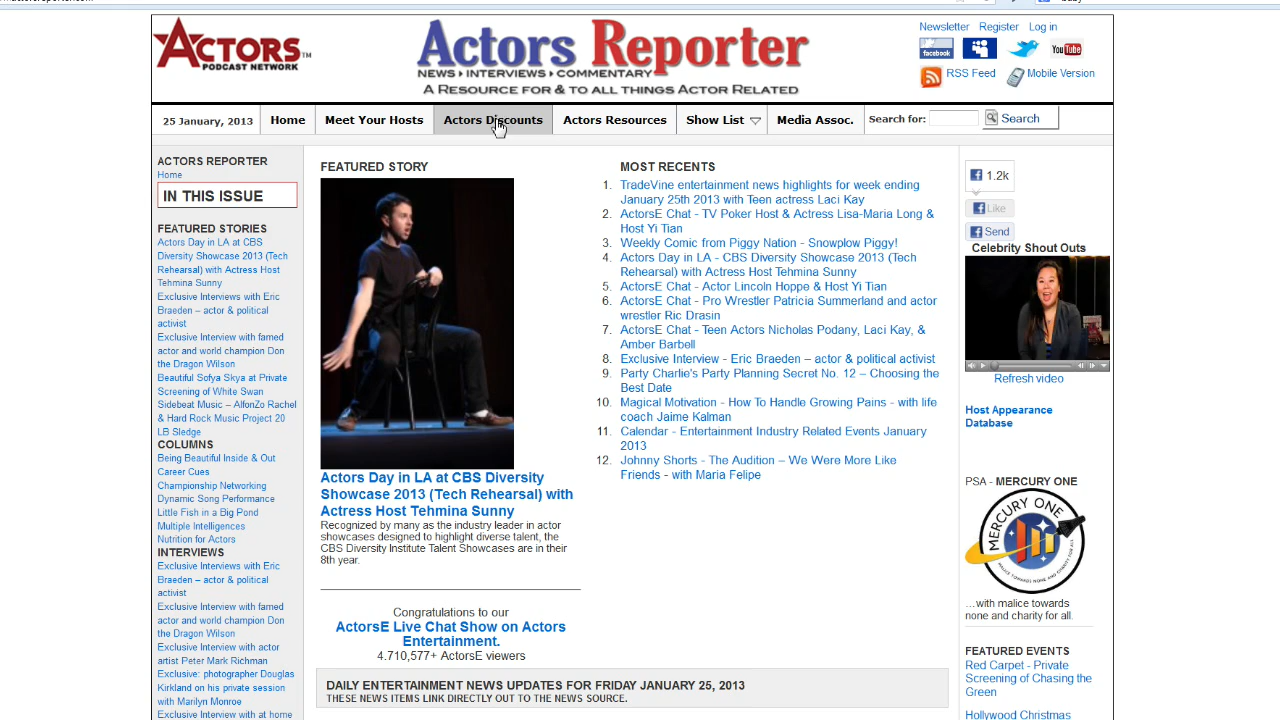 ACTORS™
PODCAST NETWORK
Actors Reporter
NEWS › INTERVIEWS › COMMENTARY
A RESOURCE FOR & TO ALL THINGS ACTOR RELATED
Newsletter Register Log in
facebook
You Tube
RSS Feed
Mobile Version
25 January, 2013
Home
Meet Your Hosts
Actors Discounts
Actors Resources
Show List
Media Assoc.
Search for:
Search
ACTORS REPORTER
Home
IN THIS ISSUE
FEATURED STORIES
Actors Day in LA at CBS
Diversity Showcase 2013 (Tech
Rehearsal) with Actress Host
Tehmina Sunny
Exclusive Interviews with Eric
Braeden – actor & political
activist
Exclusive Interview with famed
actor and world champion Don
the Dragon Wilson
Beautiful Sofya Skya at Private
Screening of White Swan
Sidebeat Music – AlfonZo Rachel
& Hard Rock Music Project 20
LB Sledge
COLUMNS
Being Beautiful Inside & Out
Career Cues
Championship Networking
Dynamic Song Performance
Little Fish in a Big Pond
Multiple Intelligences
Nutrition for Actors
INTERVIEWS
Exclusive Interviews with Eric
Braeden – actor & political
activist
Exclusive Interview with famed
actor and world champion Don
the Dragon Wilson
Exclusive Interview with actor
artist Peter Mark Richman
Exclusive: photographer Douglas
Kirkland on his private session
with Marilyn Monroe
Exclusive Interview with at home
FEATURED STORY
Actors Day in LA at CBS Diversity
Showcase 2013 (Tech Rehearsal) with
Actress Host Tehmina Sunny
Recognized by many as the industry leader in actor
showcases designed to highlight diverse talent, the
CBS Diversity Institute Talent Showcases are in their
8th year.
Congratulations to our
ActorsE Live Chat Show on Actors
Entertainment.
4.710,577+ ActorsE viewers
MOST RECENTS
1. TradeVine entertainment news highlights for week ending
January 25th 2013 with Teen actress Laci Kay
2. ActorsE Chat - TV Poker Host & Actress Lisa-Maria Long &
Host Yi Tian
3. Weekly Comic from Piggy Nation - Snowplow Piggy!
4. Actors Day in LA - CBS Diversity Showcase 2013 (Tech
Rehearsal) with Actress Host Tehmina Sunny
5. ActorsE Chat - Actor Lincoln Hoppe & Host Yi Tian
6. ActorsE Chat - Pro Wrestler Patricia Summerland and actor
wrestler Ric Drasin
7. ActorsE Chat - Teen Actors Nicholas Podany, Laci Kay, &
Amber Barbell
8. Exclusive Interview - Eric Braeden – actor & political activist
9. Party Charlie's Party Planning Secret No. 12 – Choosing the
Best Date
10. Magical Motivation - How To Handle Growing Pains - with life
coach Jaime Kalman
11. Calendar - Entertainment Industry Related Events January
2013
12. Johnny Shorts - The Audition – We Were More Like
Friends - with Maria Felipe
DAILY ENTERTAINMENT NEWS UPDATES FOR FRIDAY JANUARY 25, 2013
THESE NEWS ITEMS LINK DIRECTLY OUT TO THE NEWS SOURCE.
1.2k
Like
Send
Celebrity Shout Outs
Refresh video
Host Appearance
Database
PSA - MERCURY ONE
MERCURY ONE
MALICE TOWARDS NONE AND CHARITY FOR ALL
…with malice towards
none and charity for all.
FEATURED EVENTS
Red Carpet - Private
Screening of Chasing the
Green
Hollywood Christmas